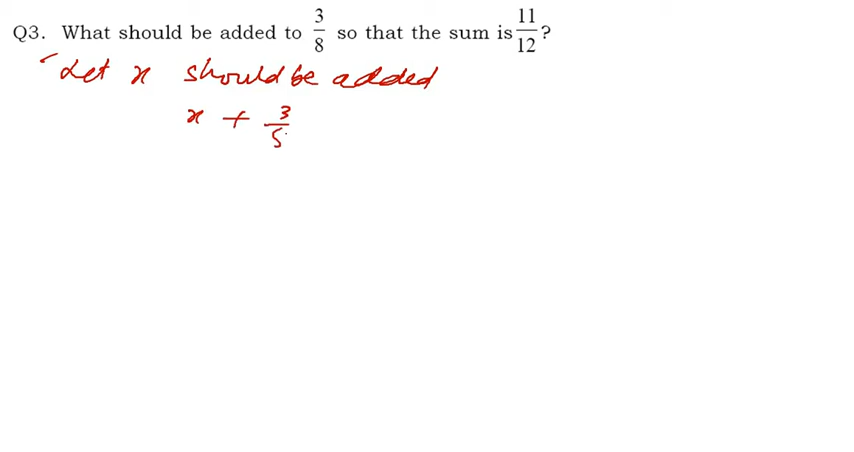 Q3. What should be added to 3/8 so that the sum is 11/12?
Let x should be added
x + 3/5